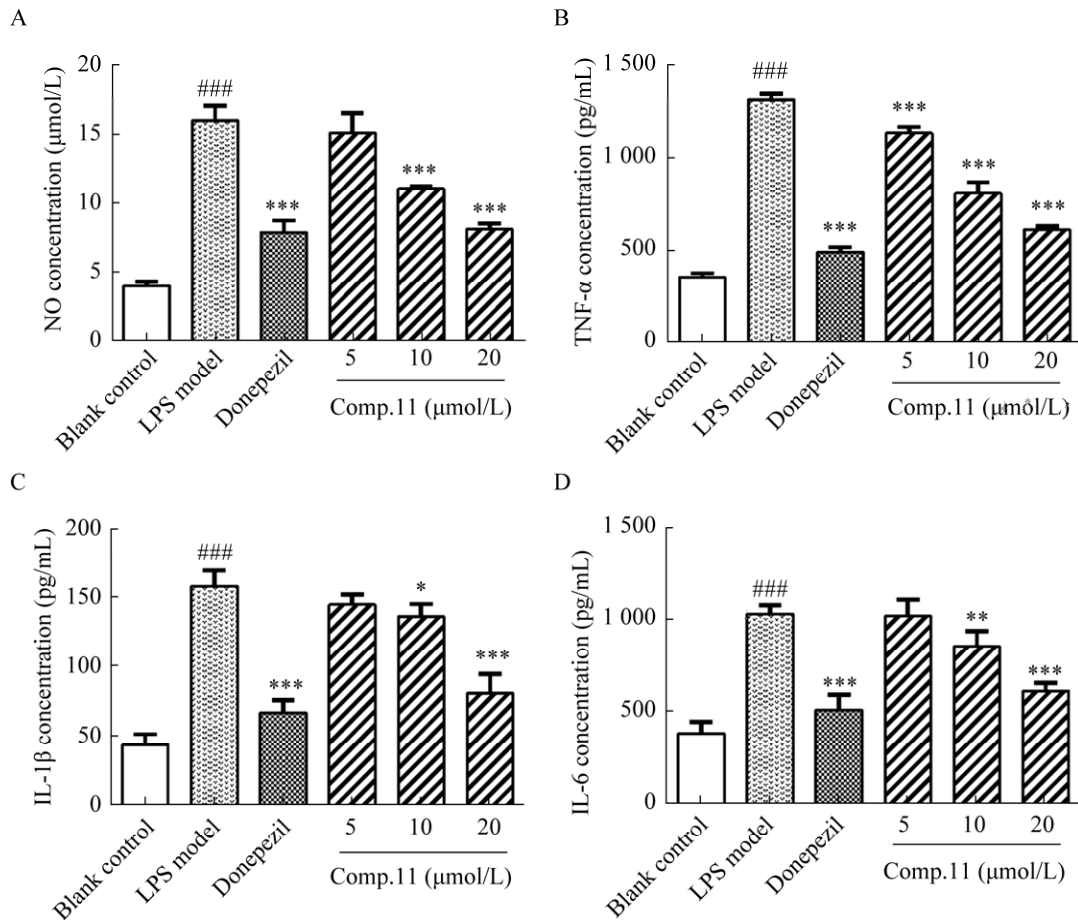 A
NO concentration (μmol/L)
20
15
10
5
0
###
***
***
***
Blank control
LPS model
Donepezil
5 10 20
Comp.11 (μmol/L)
B
TNF-α concentration (pg/mL)
1 500
1 000
500
0
###
***
***
***
***
Blank control
LPS model
Donepezil
5 10 20
Comp.11 (μmol/L)
C
IL-1β concentration (pg/mL)
200
150
100
50
0
###
***
*
***
Blank control
LPS model
Donepezil
5 10 20
Comp.11 (μmol/L)
D
IL-6 concentration (pg/mL)
1 500
1 000
500
0
###
***
**
***
Blank control
LPS model
Donepezil
5 10 20
Comp.11 (μmol/L)